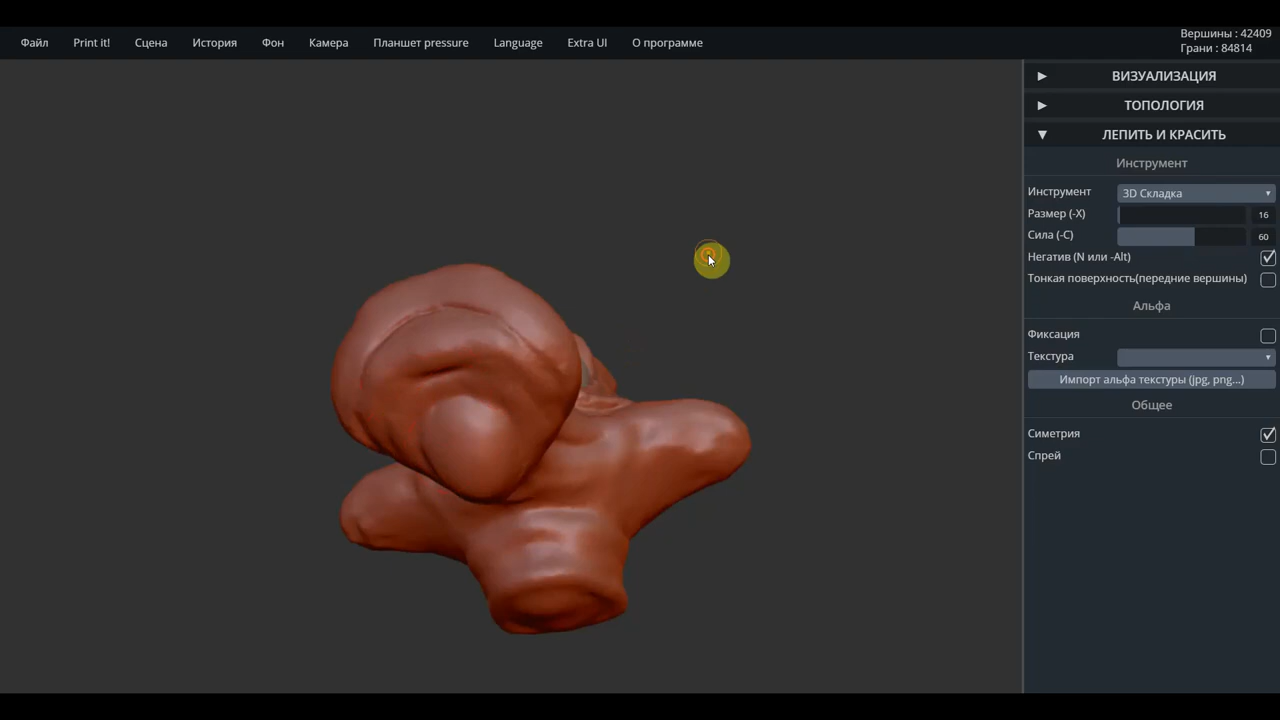 Файл Print it! Сцена История Фон Камера Планшет pressure Language Extra UI О программе
Вершины : 42409
Грани : 84814
ВИЗУАЛИЗАЦИЯ
ТОПОЛОГИЯ
ЛЕПИТЬ И КРАСИТЬ
Инструмент
Инструмент 3D Складка
Размер (-X) 16
Сила (-C) 60
Негатив (N или -Alt)
Тонкая поверхность(передние вершины)
Альфа
Фиксация
Текстура
Импорт альфа текстуры (jpg, png...)
Общее
Симетрия
Спрей